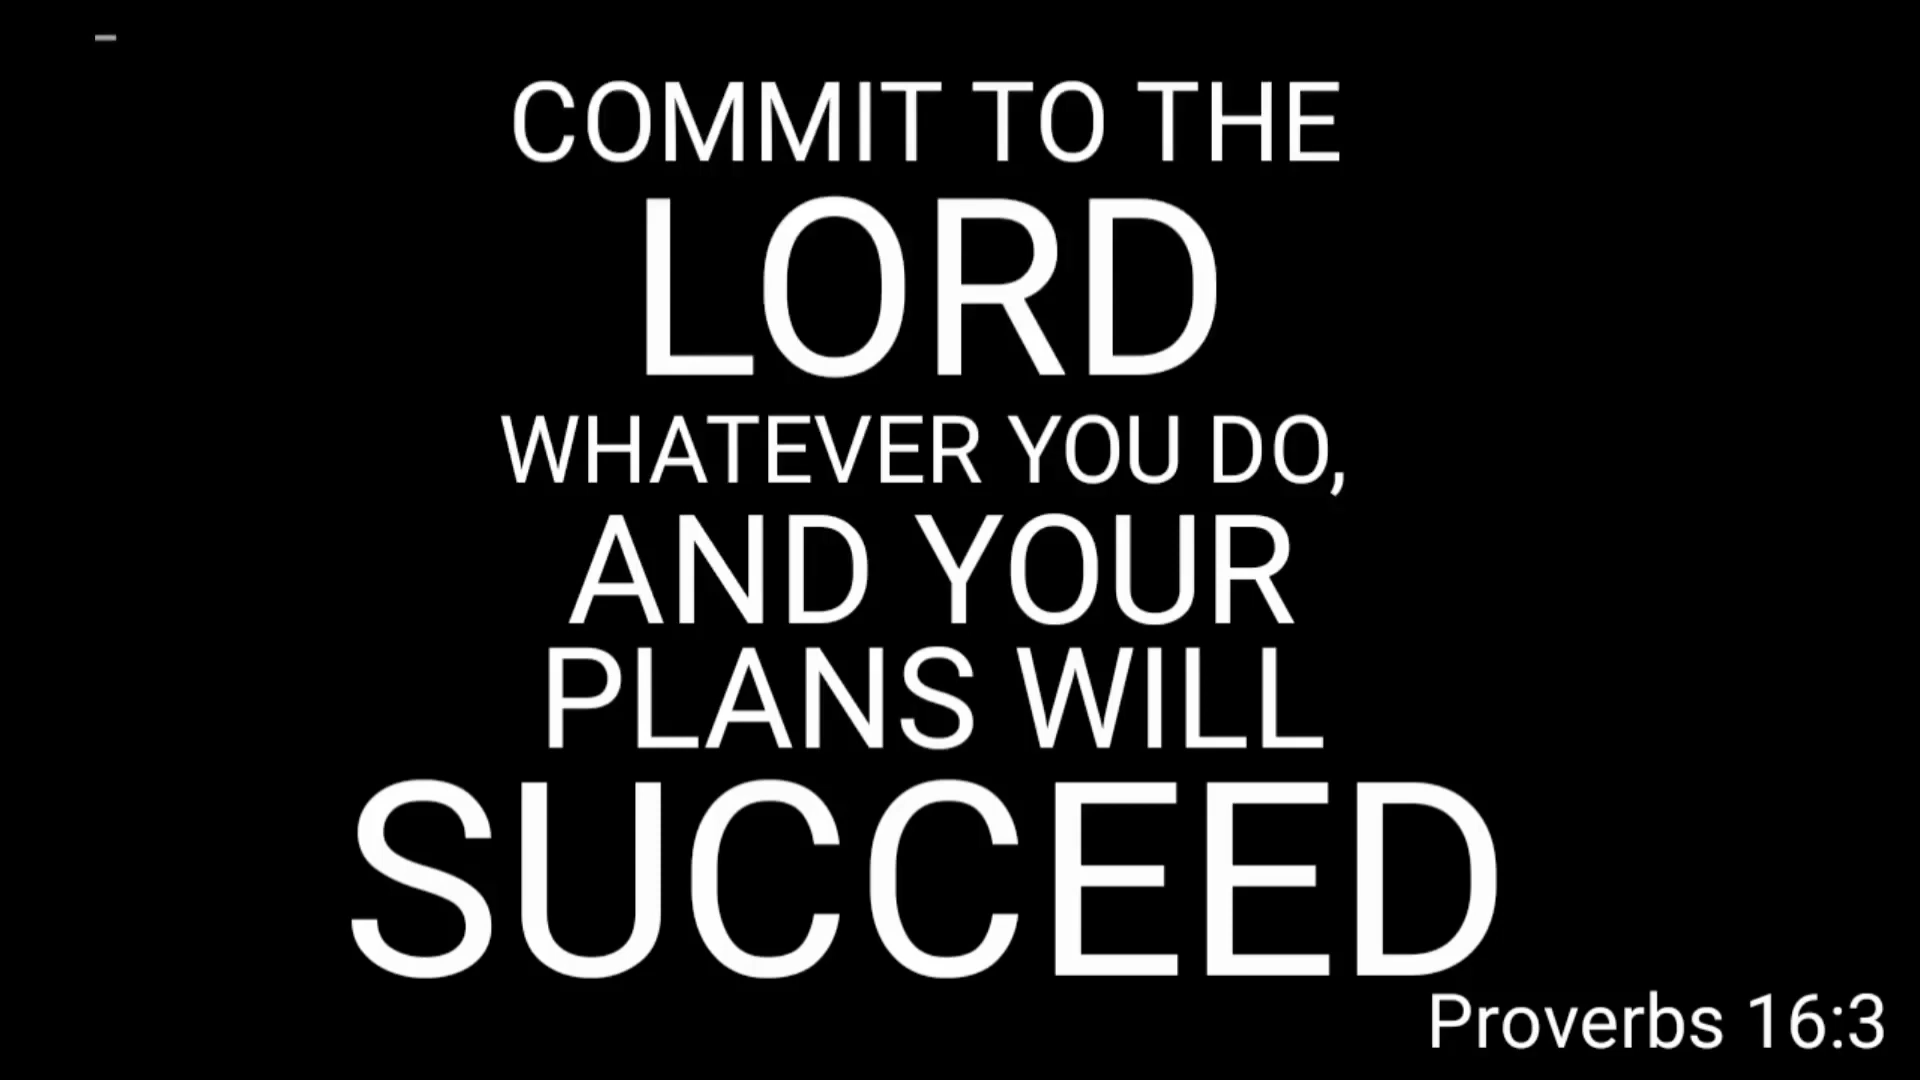 COMMIT TO THE
LORD
WHATEVER YOU DO,
AND YOUR
PLANS WILL
SUCCEED
Proverbs 16:3